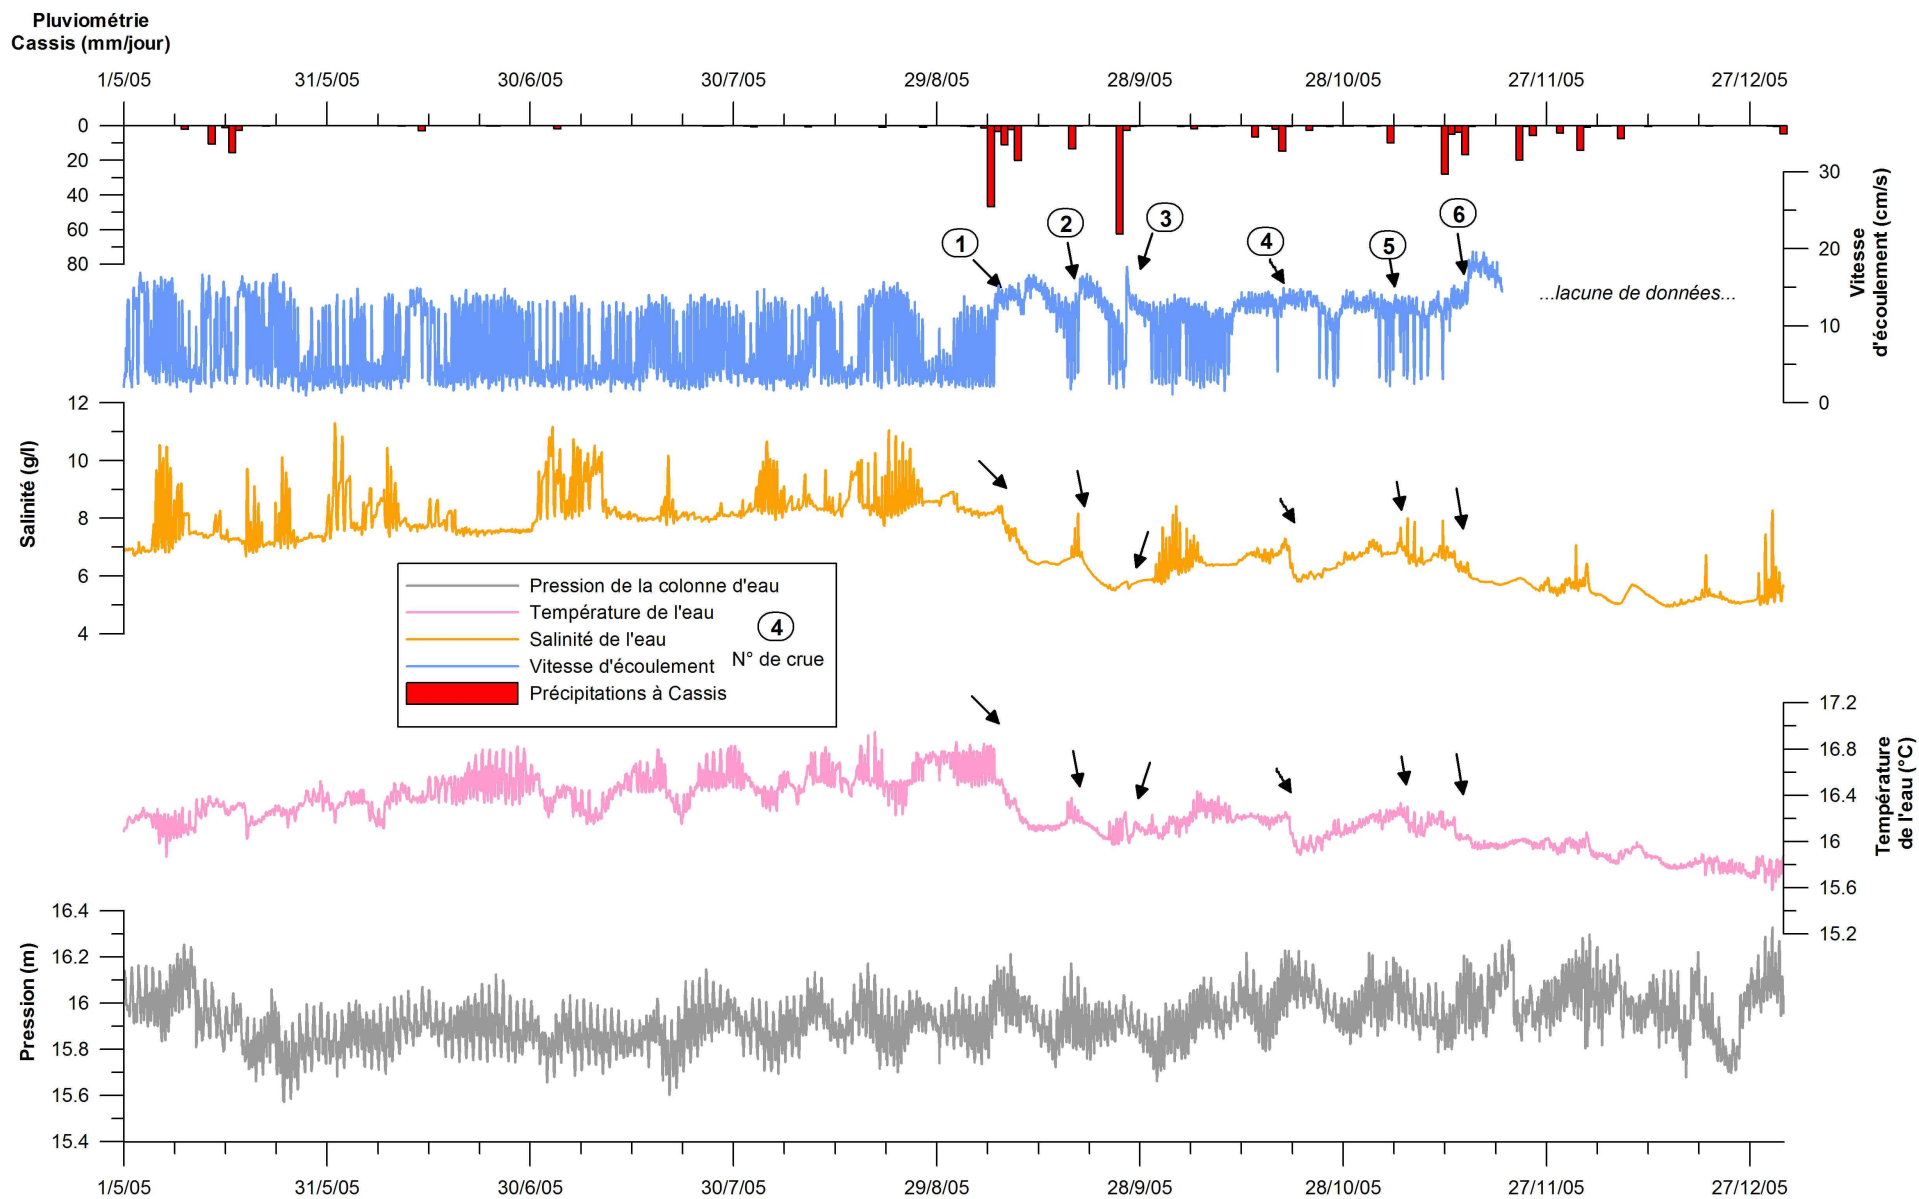 Pluviométrie
Cassis (mm/jour)
1/5/05 31/5/05 30/6/05 30/7/05 29/8/05 28/9/05 28/10/05 27/11/05 27/12/05
0
20
40
60
80
30
20
10
0
Vitesse
d'écoulement (cm/s)
1
2
3
4
5
6
...lacune de données...
12
10
8
6
4
Salinité (g/l)
Pression de la colonne d'eau
Température de l'eau
Salinité de l'eau
Vitesse d'écoulement
Précipitations à Cassis
4
N° de crue
17.2
16.8
16.4
16
15.6
15.2
Température
de l'eau (°C)
16.4
16.2
16
15.8
15.6
15.4
Pression (m)
1/5/05 31/5/05 30/6/05 30/7/05 29/8/05 28/9/05 28/10/05 27/11/05 27/12/05